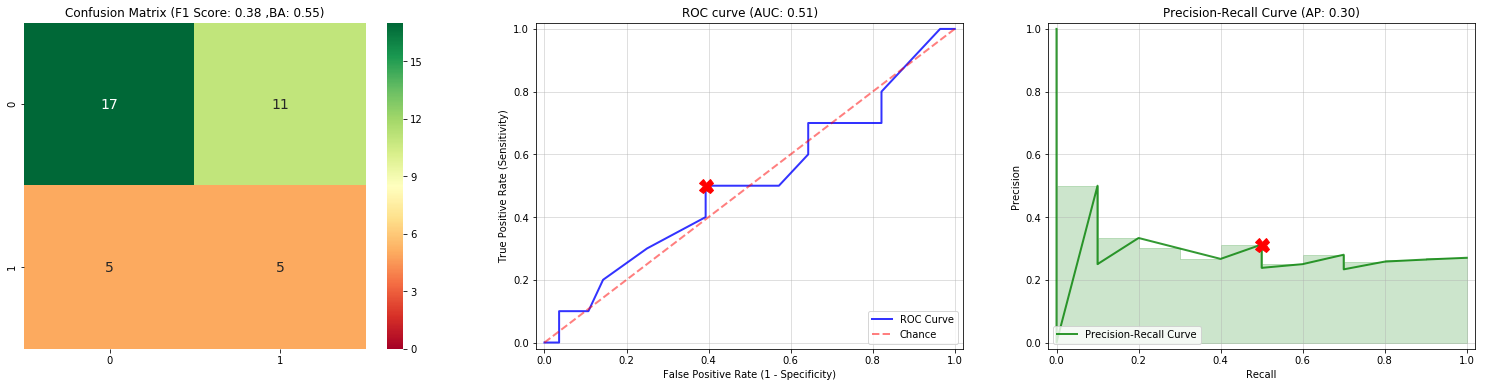 Confusion Matrix (F1 Score: 0.38 ,BA: 0.55)
0
1
17
11
5
5
0
1
15
12
9
6
3
0
ROC curve (AUC: 0.51)
True Positive Rate (Sensitivity)
1.0
0.8
0.6
0.4
0.2
0.0
ROC Curve
Chance
0.0 0.2 0.4 0.6 0.8 1.0
False Positive Rate (1 - Specificity)
Precision-Recall Curve (AP: 0.30)
Precision
1.0
0.8
0.6
0.4
0.2
0.0
Precision-Recall Curve
0.0 0.2 0.4 0.6 0.8 1.0
Recall